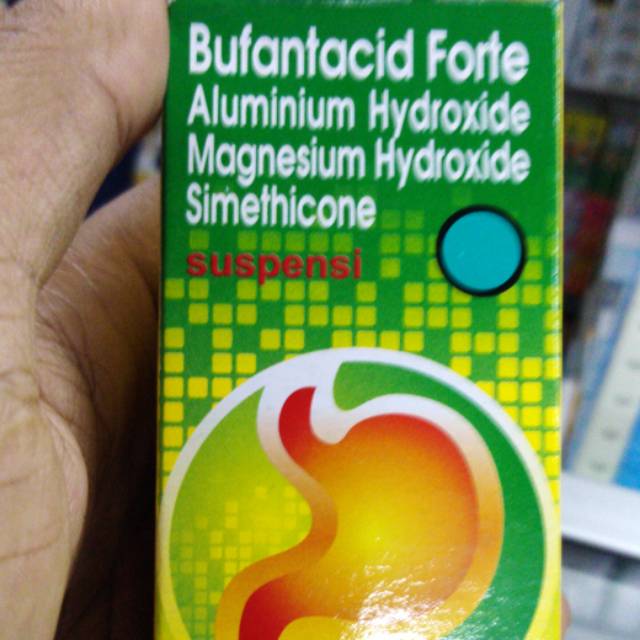 Bufantacid Forte
Aluminium Hydroxide
Magnesium Hydroxide
Simethicone
suspensi